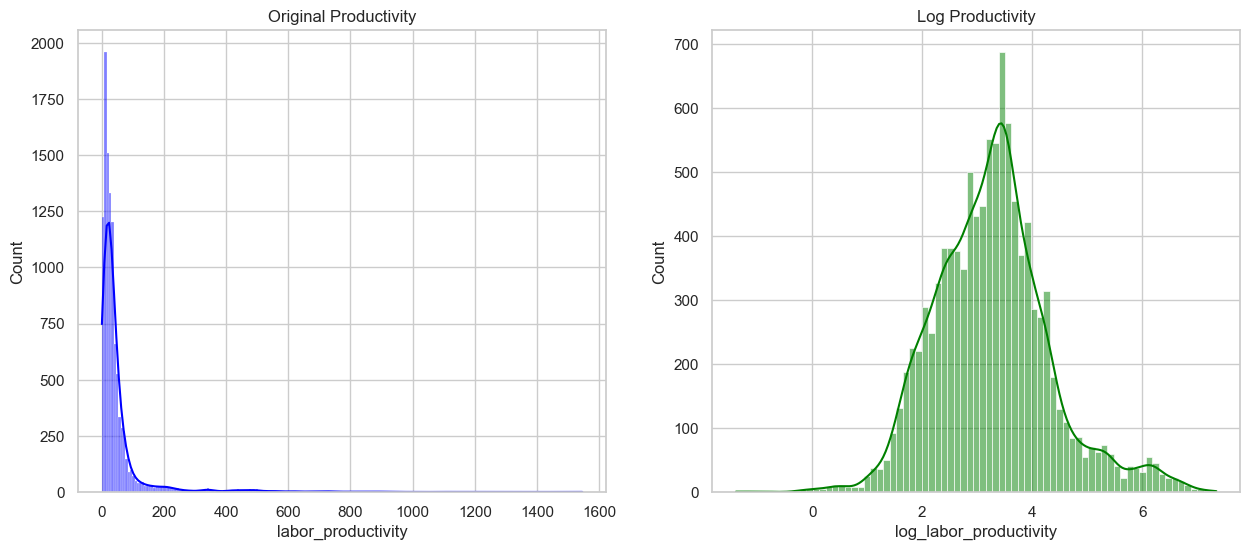 Original Productivity
2000
1750
1500
1250
1000
750
500
250
0
Count
0 200 400 600 800 1000 1200 1400 1600
labor_productivity
Log Productivity
700
600
500
400
300
200
100
0
Count
0 2 4 6
log_labor_productivity